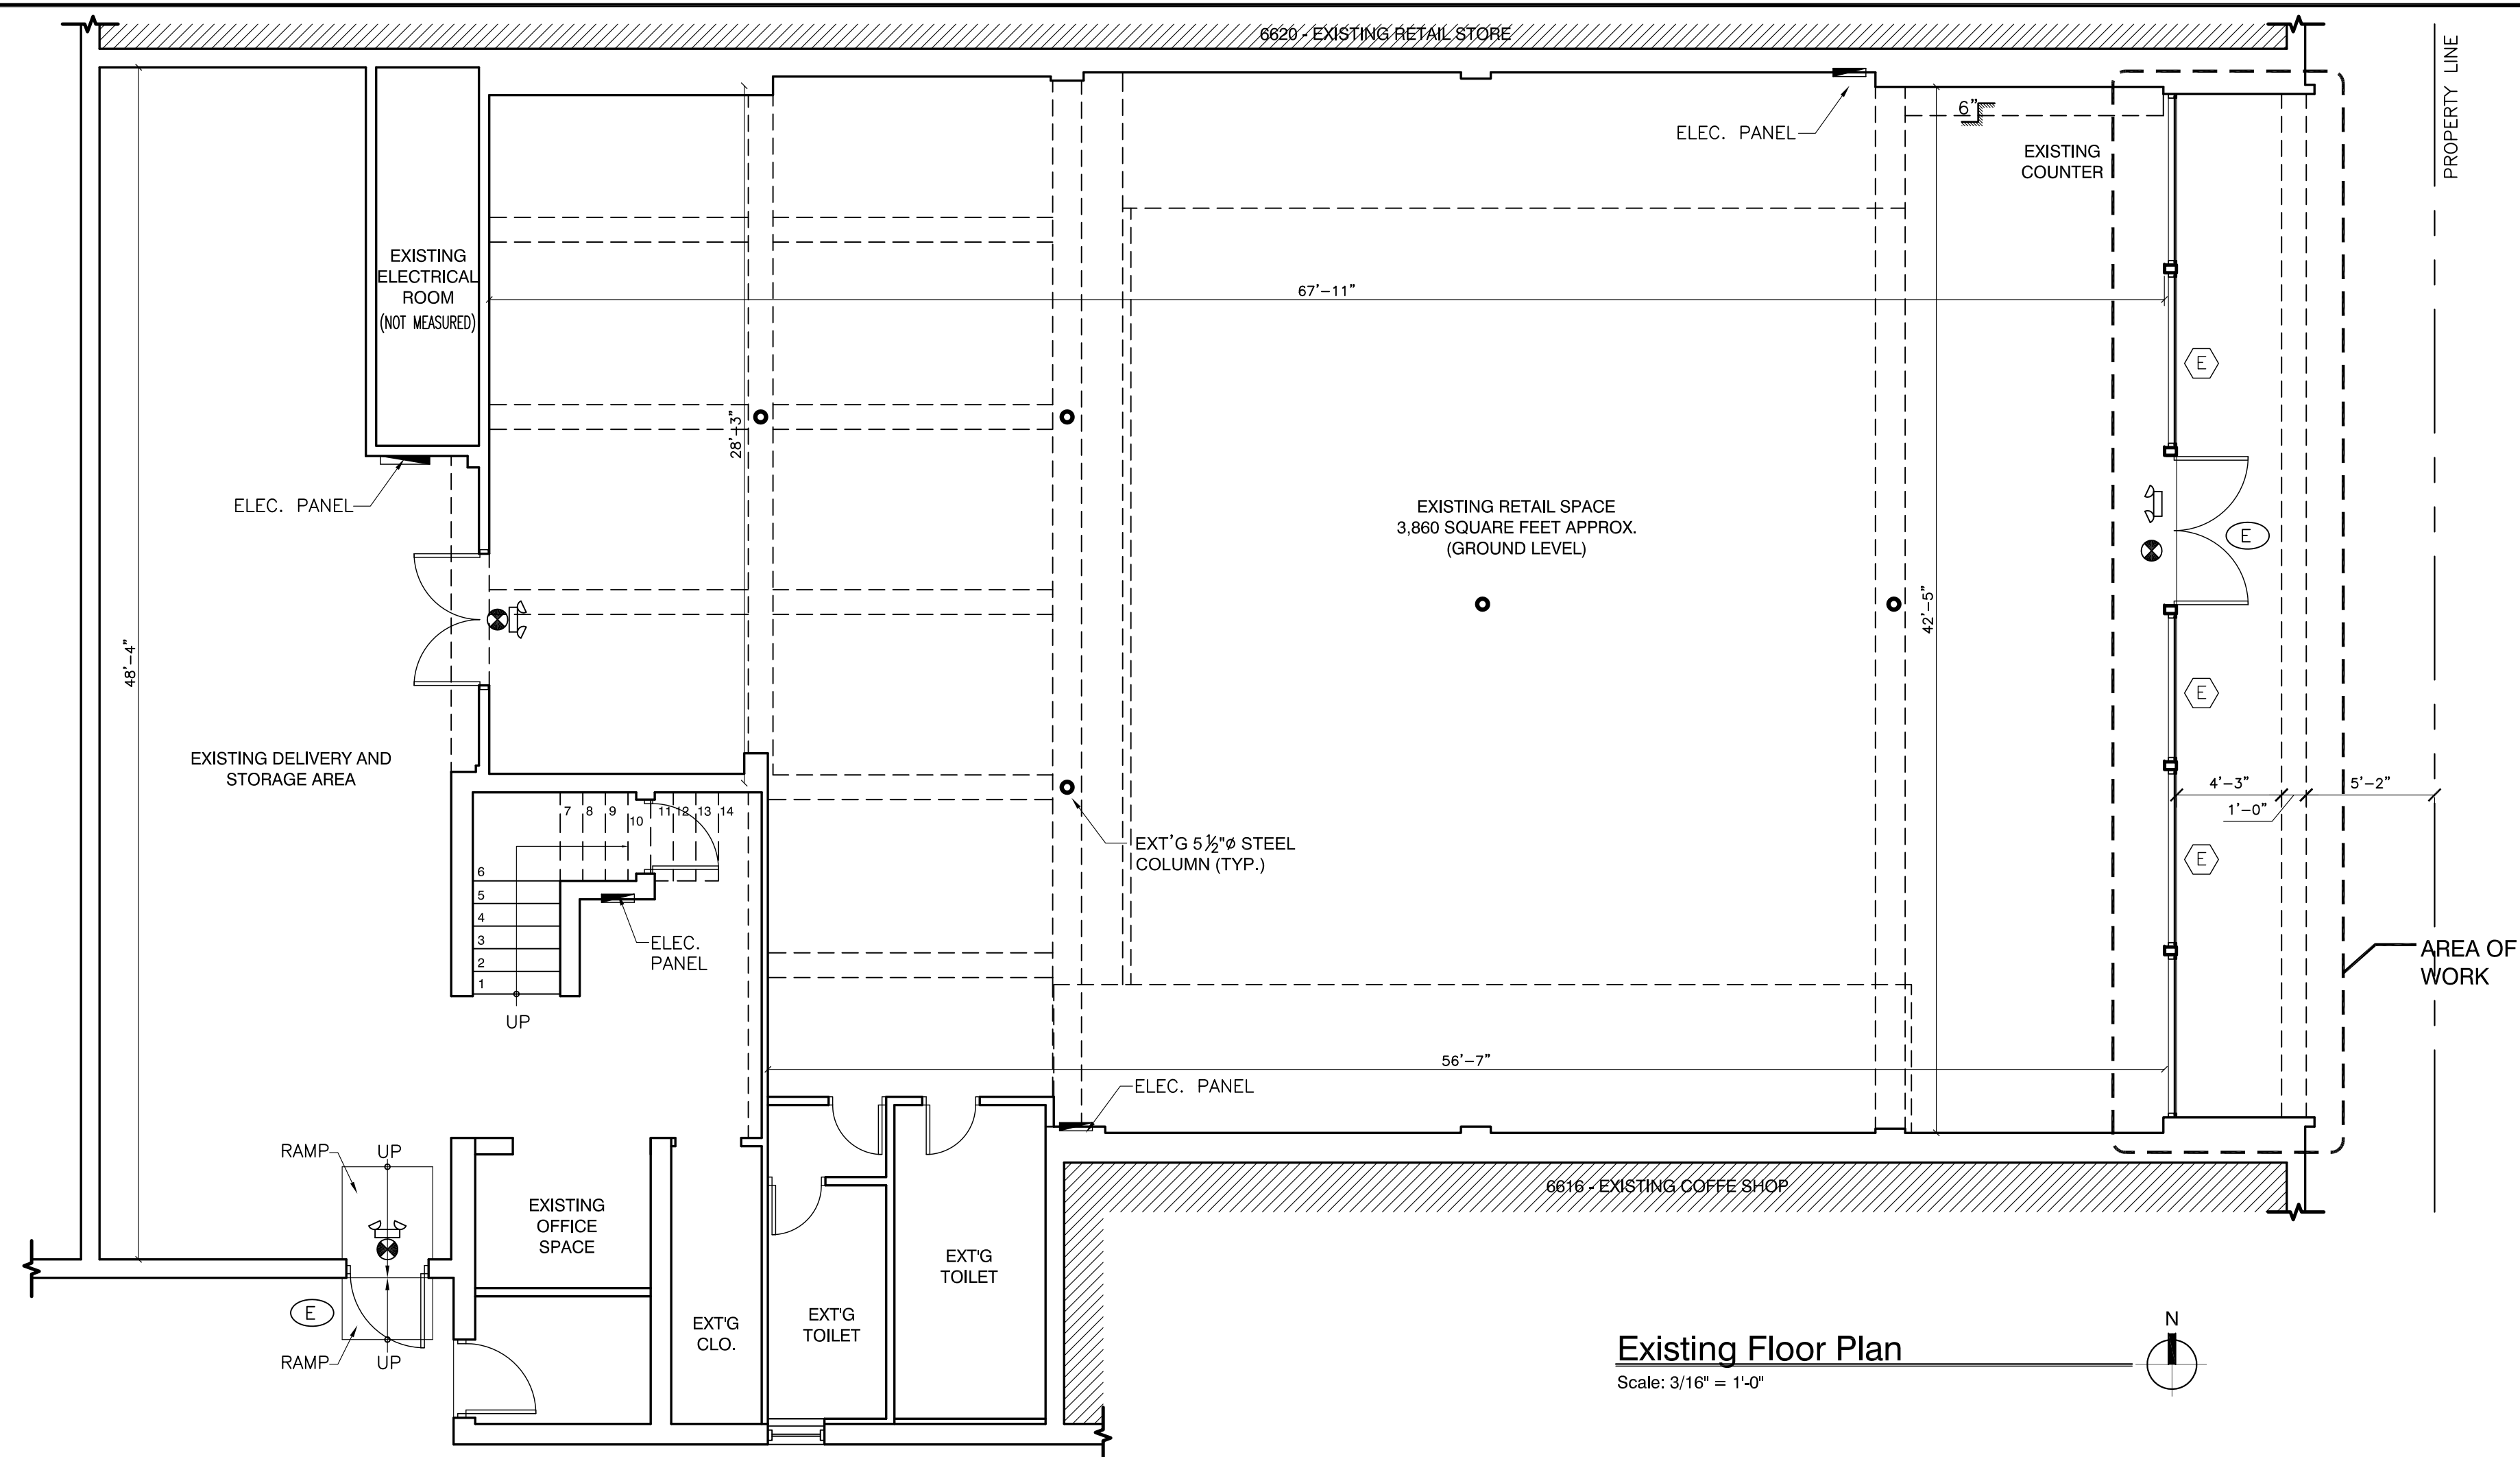 6620 - EXISTING RETAIL STORE
PROPERTY LINE
ELEC. PANEL
6"
EXISTING
COUNTER
EXISTING
ELECTRICAL
ROOM
(NOT MEASURED)
67'-11"
E
28'-3"
ELEC. PANEL
EXISTING RETAIL SPACE
3,860 SQUARE FEET APPROX.
(GROUND LEVEL)
E
42'-5"
48'-4"
E
EXISTING DELIVERY AND
STORAGE AREA
4'-3"
5'-2"
1'-0"
7 8 9 10 11 12 13 14
EXT'G 5 1/2"Ø STEEL
COLUMN (TYP.)
E
6
5
4
3
2
1
ELEC.
PANEL
UP
AREA OF
WORK
56'-7"
ELEC. PANEL
RAMP
UP
6616 - EXISTING COFFE SHOP
EXISTING
OFFICE
SPACE
EXT'G
TOILET
E
EXT'G
CLO.
EXT'G
TOILET
RAMP
UP
Existing Floor Plan
N
Scale: 3/16" = 1'-0"